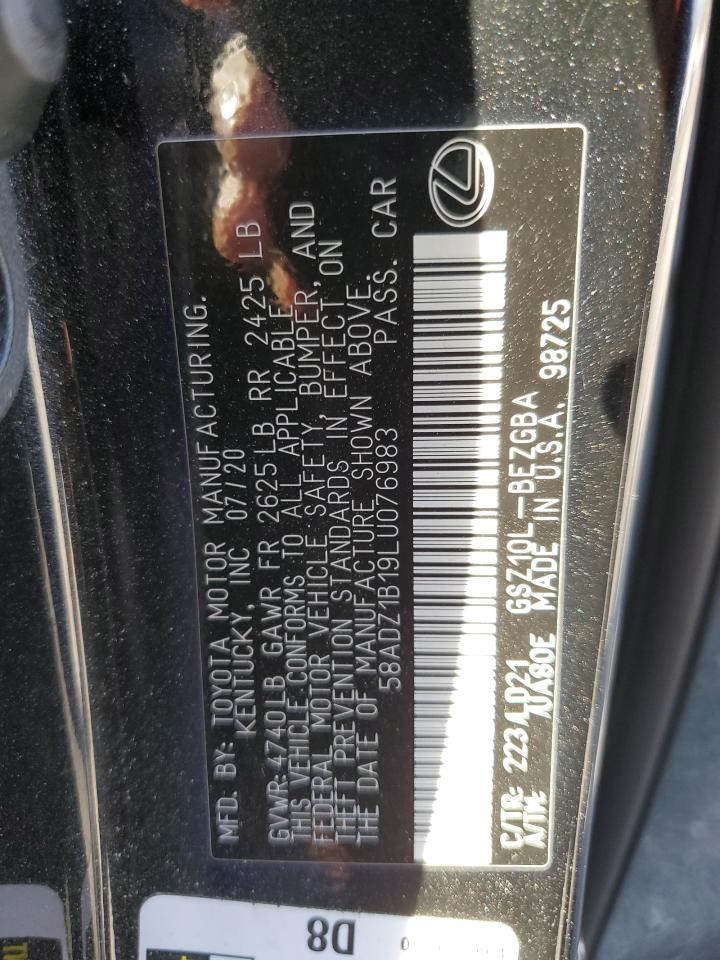 MFD. BY: TOYOTA MOTOR MANUFACTURING.
KENTUCKY, INC 07/20
GVWR:4740LB GAWR FR 2625LB RR 2425 LB
THIS VEHICLE CONFORMS TO ALL APPLICABLE
FEDERAL MOTOR VEHICLE SAFETY, BUMPER, AND
THEFT PREVENTION STANDARDS IN EFFECT ON
THE DATE OF MANUFACTURE SHOWN ABOVE.
58ADZ1B19LU076983 PASS. CAR
C/TR: 223 LD21 GSZ10L-BEZGBA
A/TM: /UA80E MADE IN U.S.A. 98725
D8